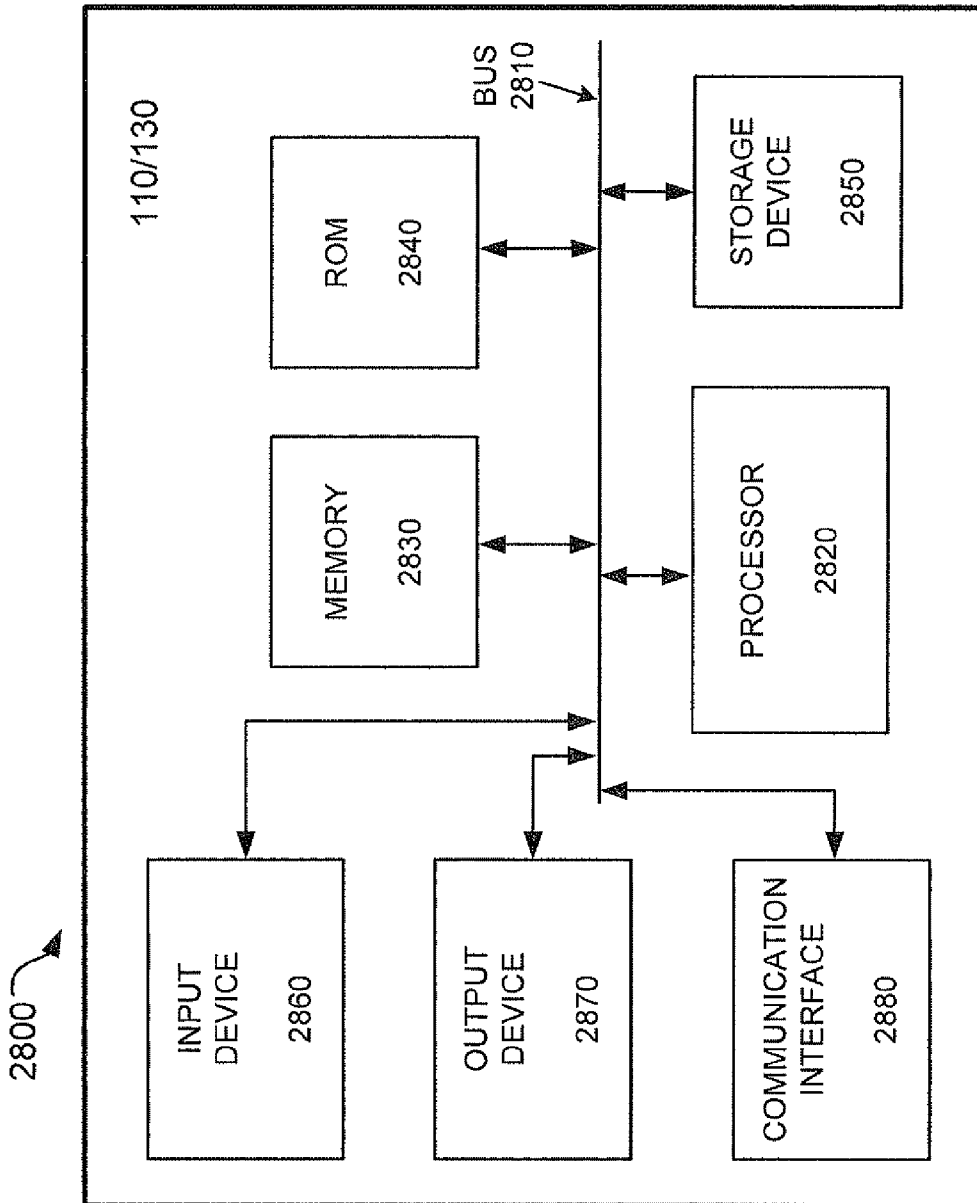 2800
110/130
INPUT
DEVICE
2860
MEMORY
2830
ROM
2840
OUTPUT
DEVICE
2870
BUS
2810
COMMUNICATION
INTERFACE
2880
PROCESSOR
2820
STORAGE
DEVICE
2850